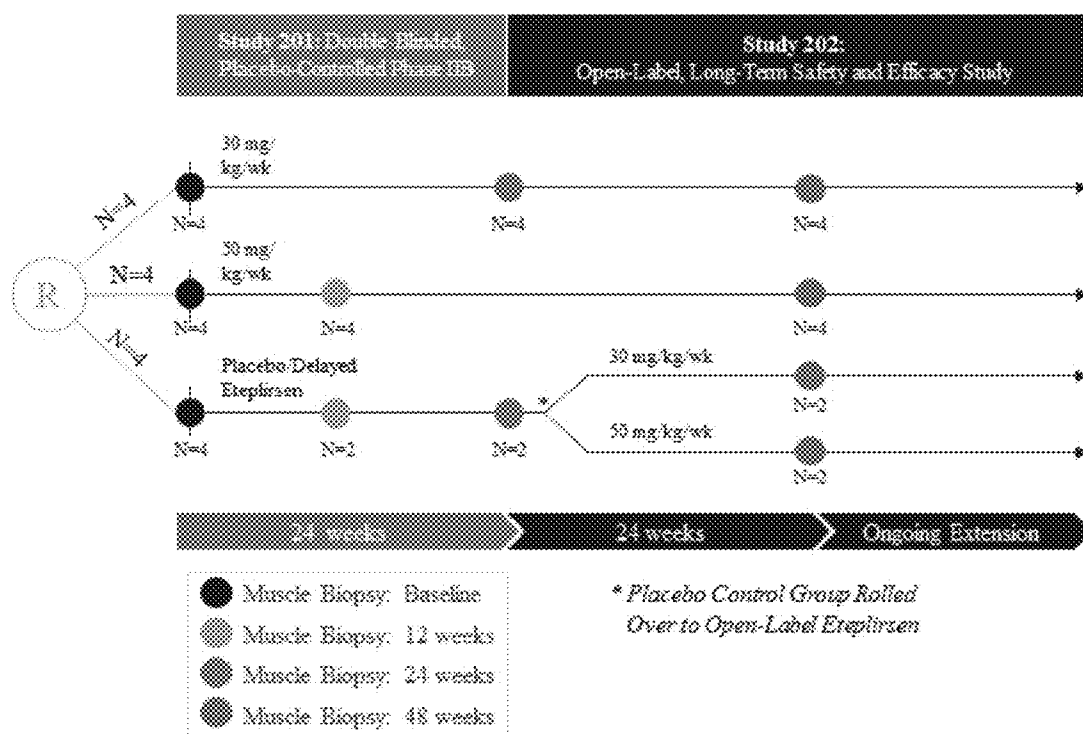 Study 201: Double-Blinded,
Placebo-Controlled Phase IIB
Study 202:
Open-Label, Long-Term Safety and Efficacy Study
30 mg/
kg/wk
N=4
N=4
N=4
N=4
R
50 mg/
kg/wk
N=4
N=4
N=4
N=4
N=4
Placebo/Delayed
Eteplirsen
N=4
N=2
N=2
*
30 mg/kg/wk
N=2
50 mg/kg/wk
N=2
24 weeks
24 weeks
Ongoing Extension
Muscle Biopsy: Baseline
Muscle Biopsy: 12 weeks
Muscle Biopsy: 24 weeks
Muscle Biopsy: 48 weeks
* Placebo Control Group Rolled
Over to Open-Label Eteplirsen